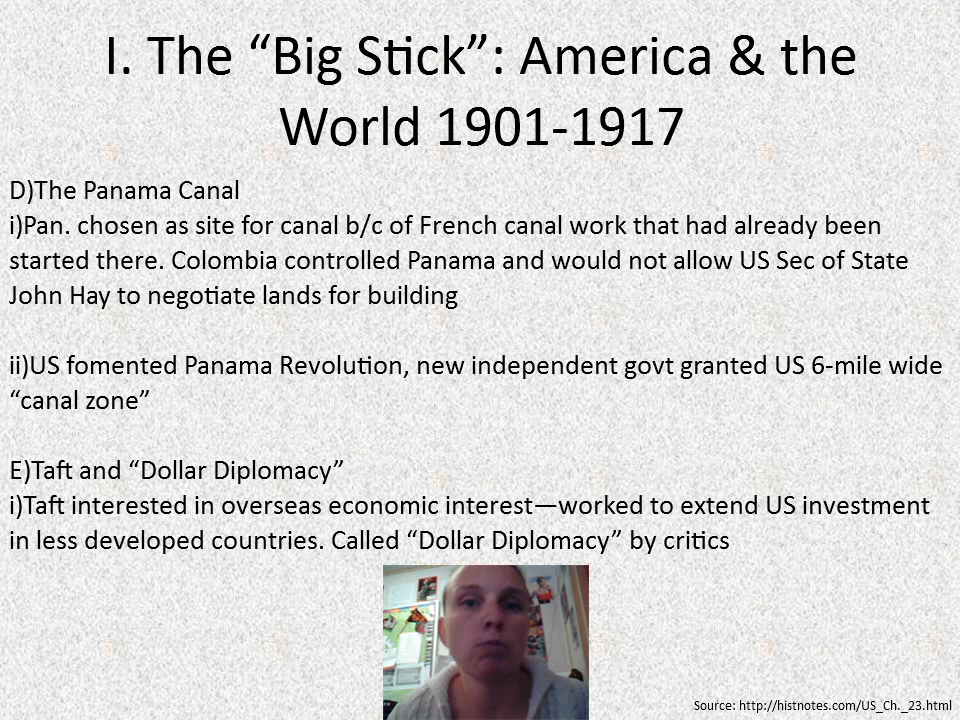 I. The “Big Stick”: America & the
World 1901-1917
D)The Panama Canal
i)Pan. chosen as site for canal b/c of French canal work that had already been
started there. Colombia controlled Panama and would not allow US Sec of State
John Hay to negotiate lands for building
ii)US fomented Panama Revolution, new independent govt granted US 6-mile wide
“canal zone”
E)Taft and “Dollar Diplomacy”
i)Taft interested in overseas economic interest—worked to extend US investment
in less developed countries. Called “Dollar Diplomacy” by critics
Source: http://histnotes.com/US_Ch._23.html